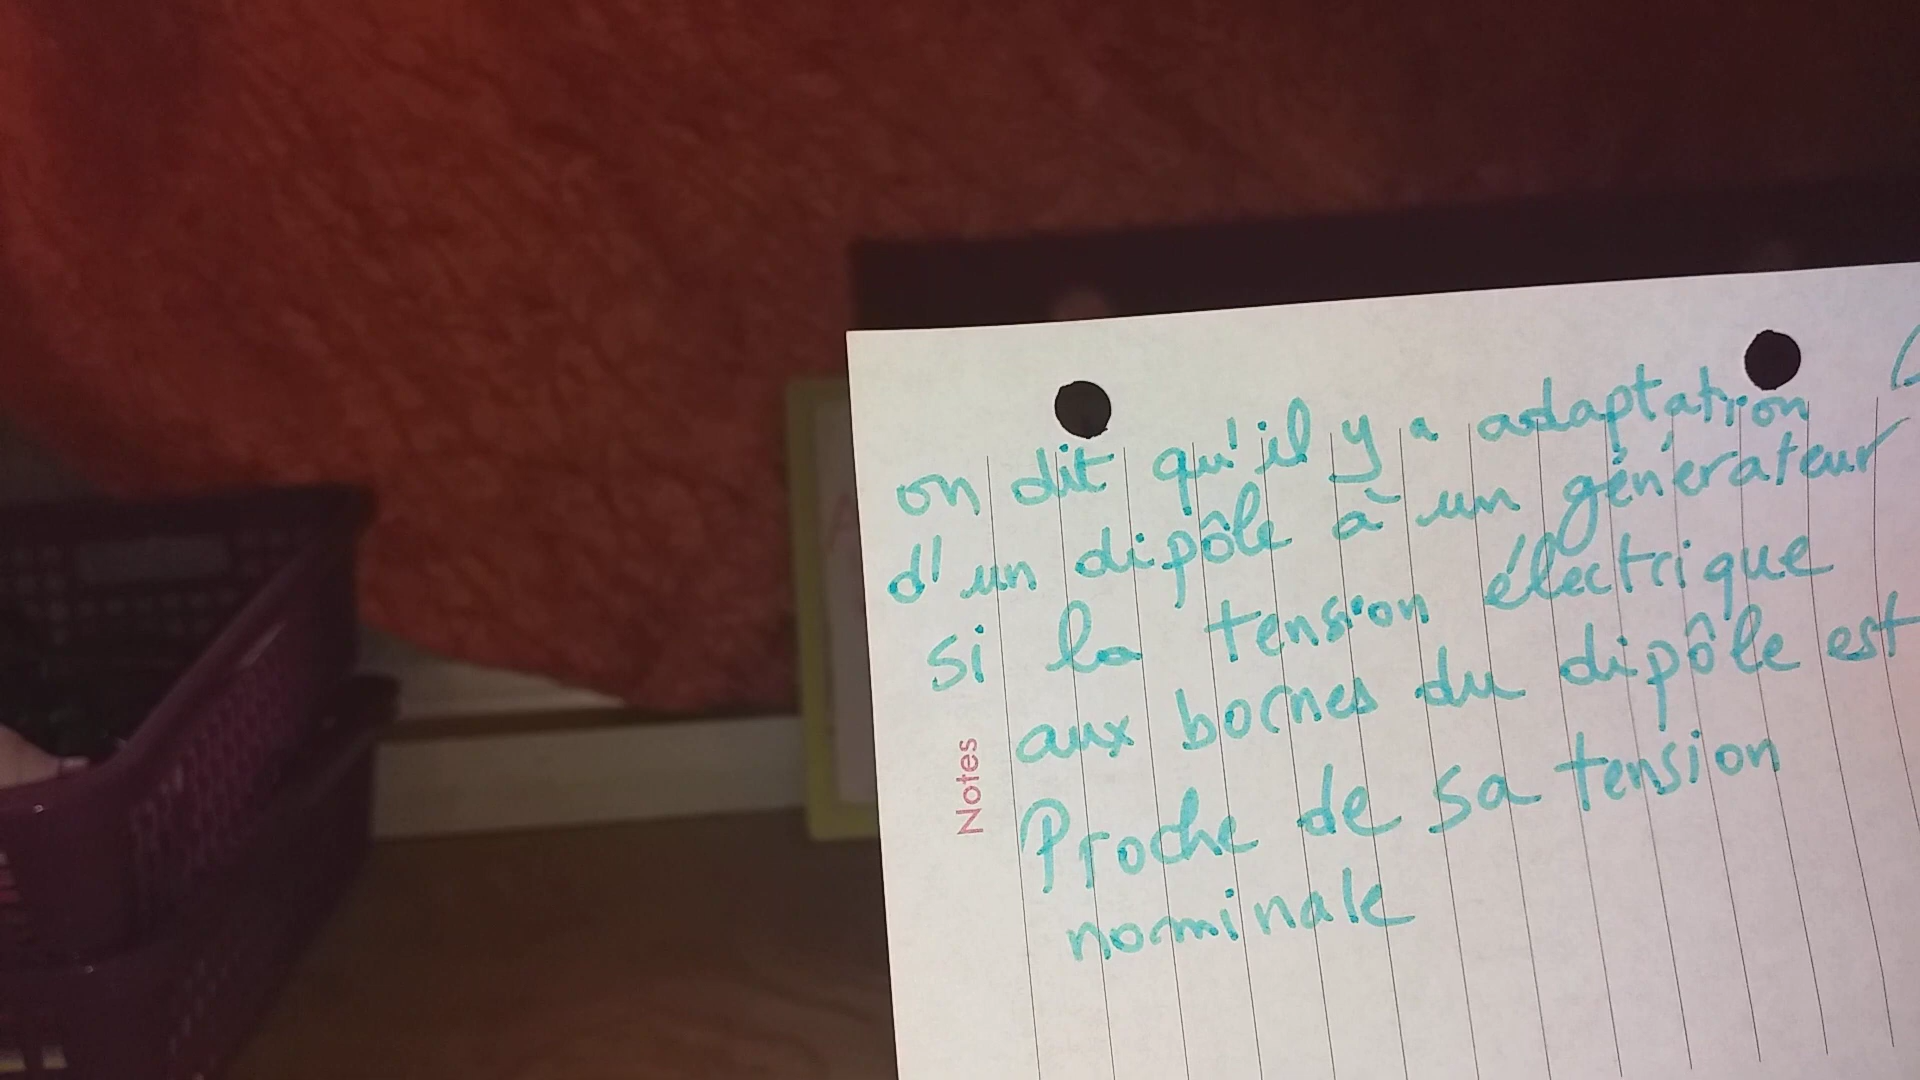 on dit qu'il y a adaptation
d'un dipôle à un générateur
si la tension électrique
aux bornes du dipôle est
Proche de sa tension
nominale
Notes